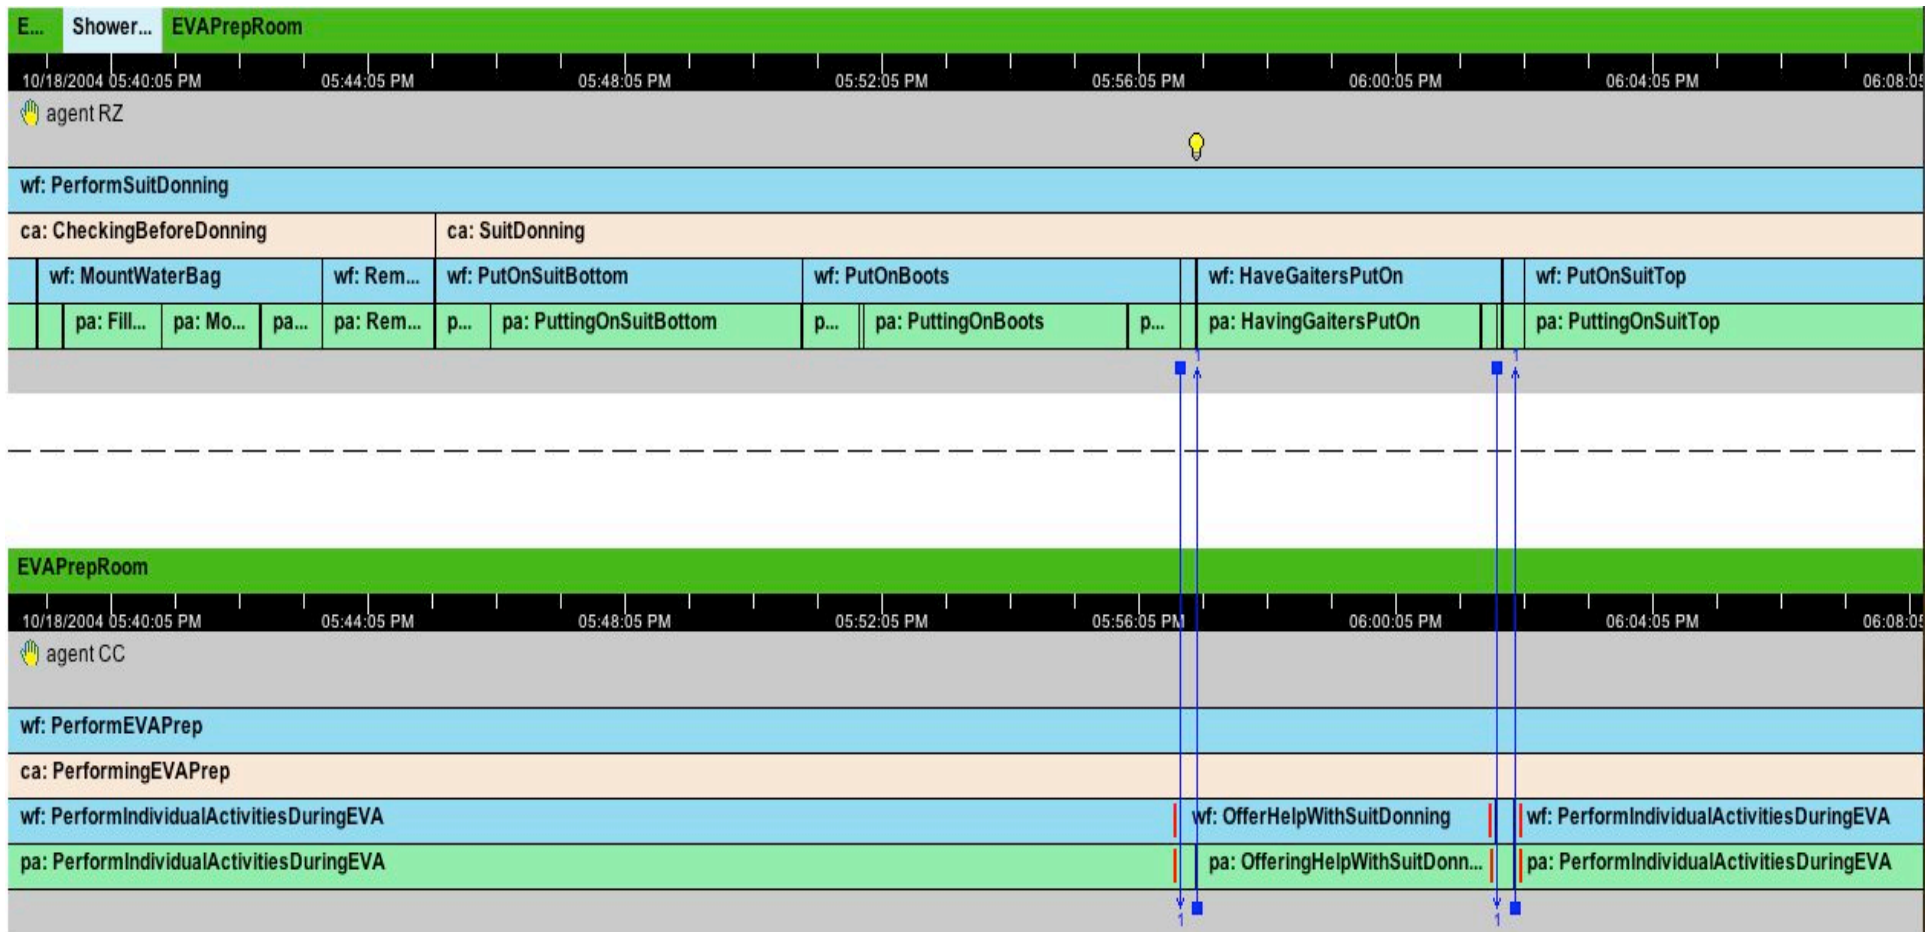 E... Shower... EVAPrepRoom
10/18/2004 05:40:05 PM 05:44:05 PM 05:48:05 PM 05:52:05 PM 05:56:05 PM 06:00:05 PM 06:04:05 PM 06:08:05
agent RZ
wf: PerformSuitDonning
ca: CheckingBeforeDonning ca: SuitDonning
wf: MountWaterBag wf: Rem... wf: PutOnSuitBottom wf: PutOnBoots wf: HaveGaitersPutOn wf: PutOnSuitTop
pa: Fill... pa: Mo... pa... pa: Rem... p... pa: PuttingOnSuitBottom p... pa: PuttingOnBoots p... pa: HavingGaitersPutOn pa: PuttingOnSuitTop
1 1
EVAPrepRoom
10/18/2004 05:40:05 PM 05:44:05 PM 05:48:05 PM 05:52:05 PM 05:56:05 PM 06:00:05 PM 06:04:05 PM 06:08:05
agent CC
wf: PerformEVAPrep
ca: PerformingEVAPrep
wf: PerformIndividualActivitiesDuringEVA wf: OfferHelpWithSuitDonning wf: PerformIndividualActivitiesDuringEVA
pa: PerformIndividualActivitiesDuringEVA pa: OfferingHelpWithSuitDonn... pa: PerformIndividualActivitiesDuringEVA
1 1